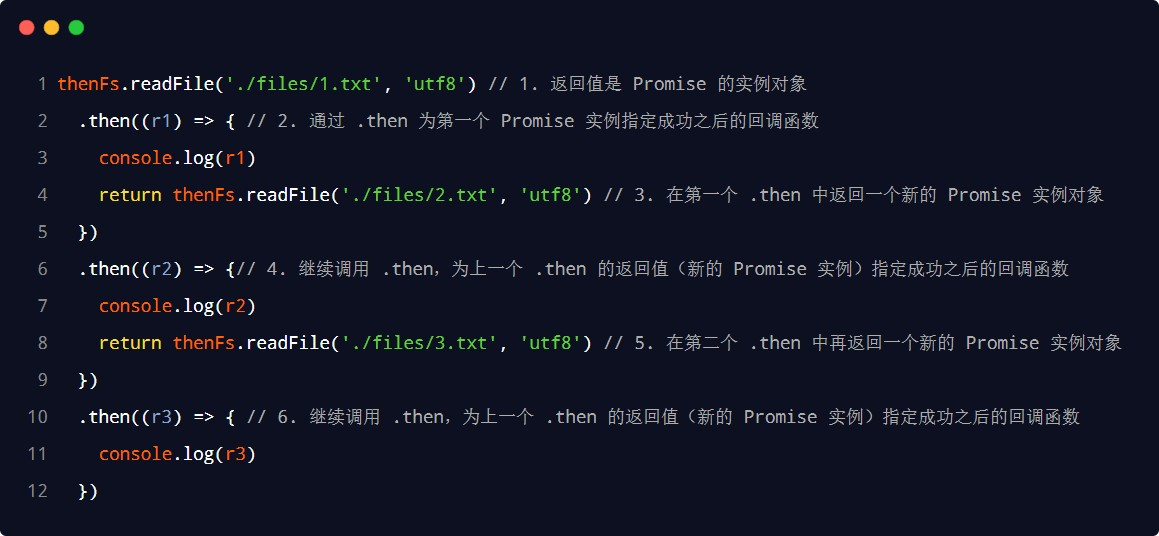 1 thenFs.readFile('./files/1.txt', 'utf8') // 1. 返回值是 Promise 的实例对象
2 .then((r1) => { // 2. 通过 .then 为第一个 Promise 实例指定成功之后的回调函数
3 console.log(r1)
4 return thenFs.readFile('./files/2.txt', 'utf8') // 3. 在第一个 .then 中返回一个新的 Promise 实例对象
5 })
6 .then((r2) => {// 4. 继续调用 .then，为上一个 .then 的返回值（新的 Promise 实例）指定成功之后的回调函数
7 console.log(r2)
8 return thenFs.readFile('./files/3.txt', 'utf8') // 5. 在第二个 .then 中再返回一个新的 Promise 实例对象
9 })
10 .then((r3) => { // 6. 继续调用 .then，为上一个 .then 的返回值（新的 Promise 实例）指定成功之后的回调函数
11 console.log(r3)
12 })